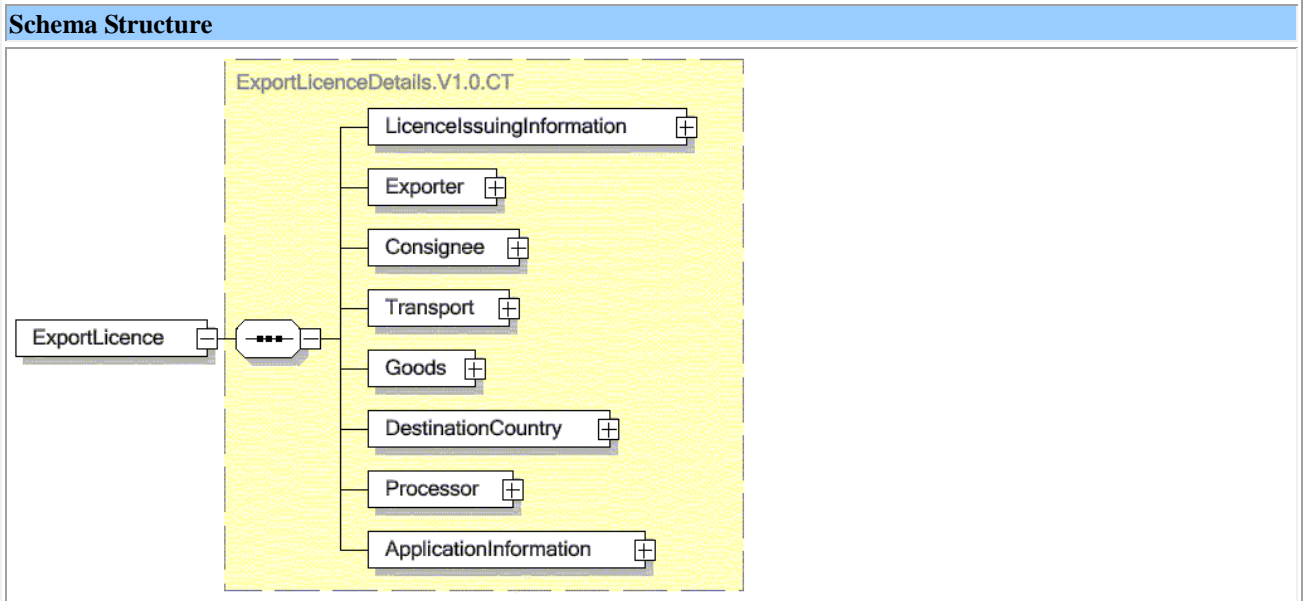 Schema Structure
ExportLicenceDetails.V1.0.CT
LicenceIssuingInformation
Exporter
Consignee
Transport
ExportLicence
Goods
DestinationCountry
Processor
ApplicationInformation